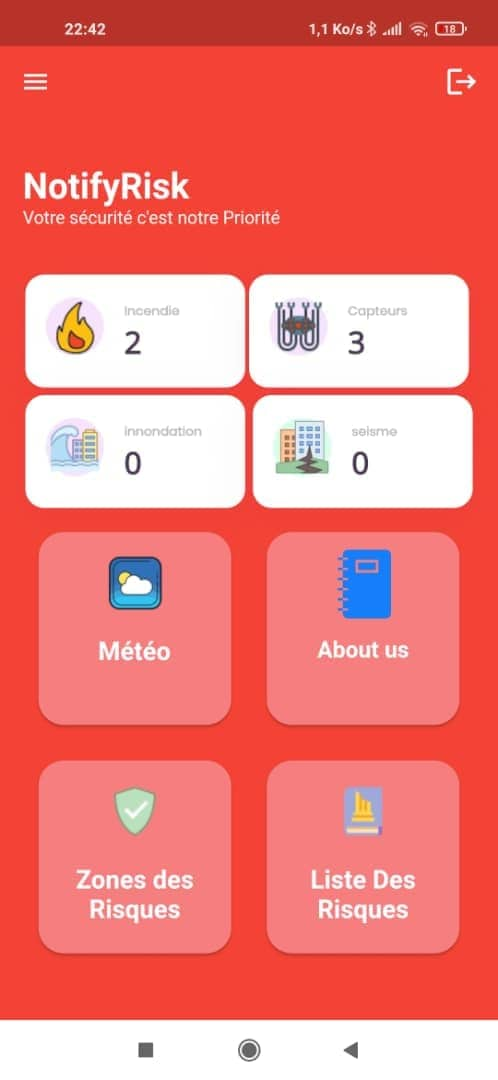 22:42
1,1 Ko/s
18
NotifyRisk
Votre sécurité c'est notre Priorité
Incendie
2
Capteurs
3
innondation
0
seisme
0
Météo
About us
Zones des
Risques
Liste Des
Risques